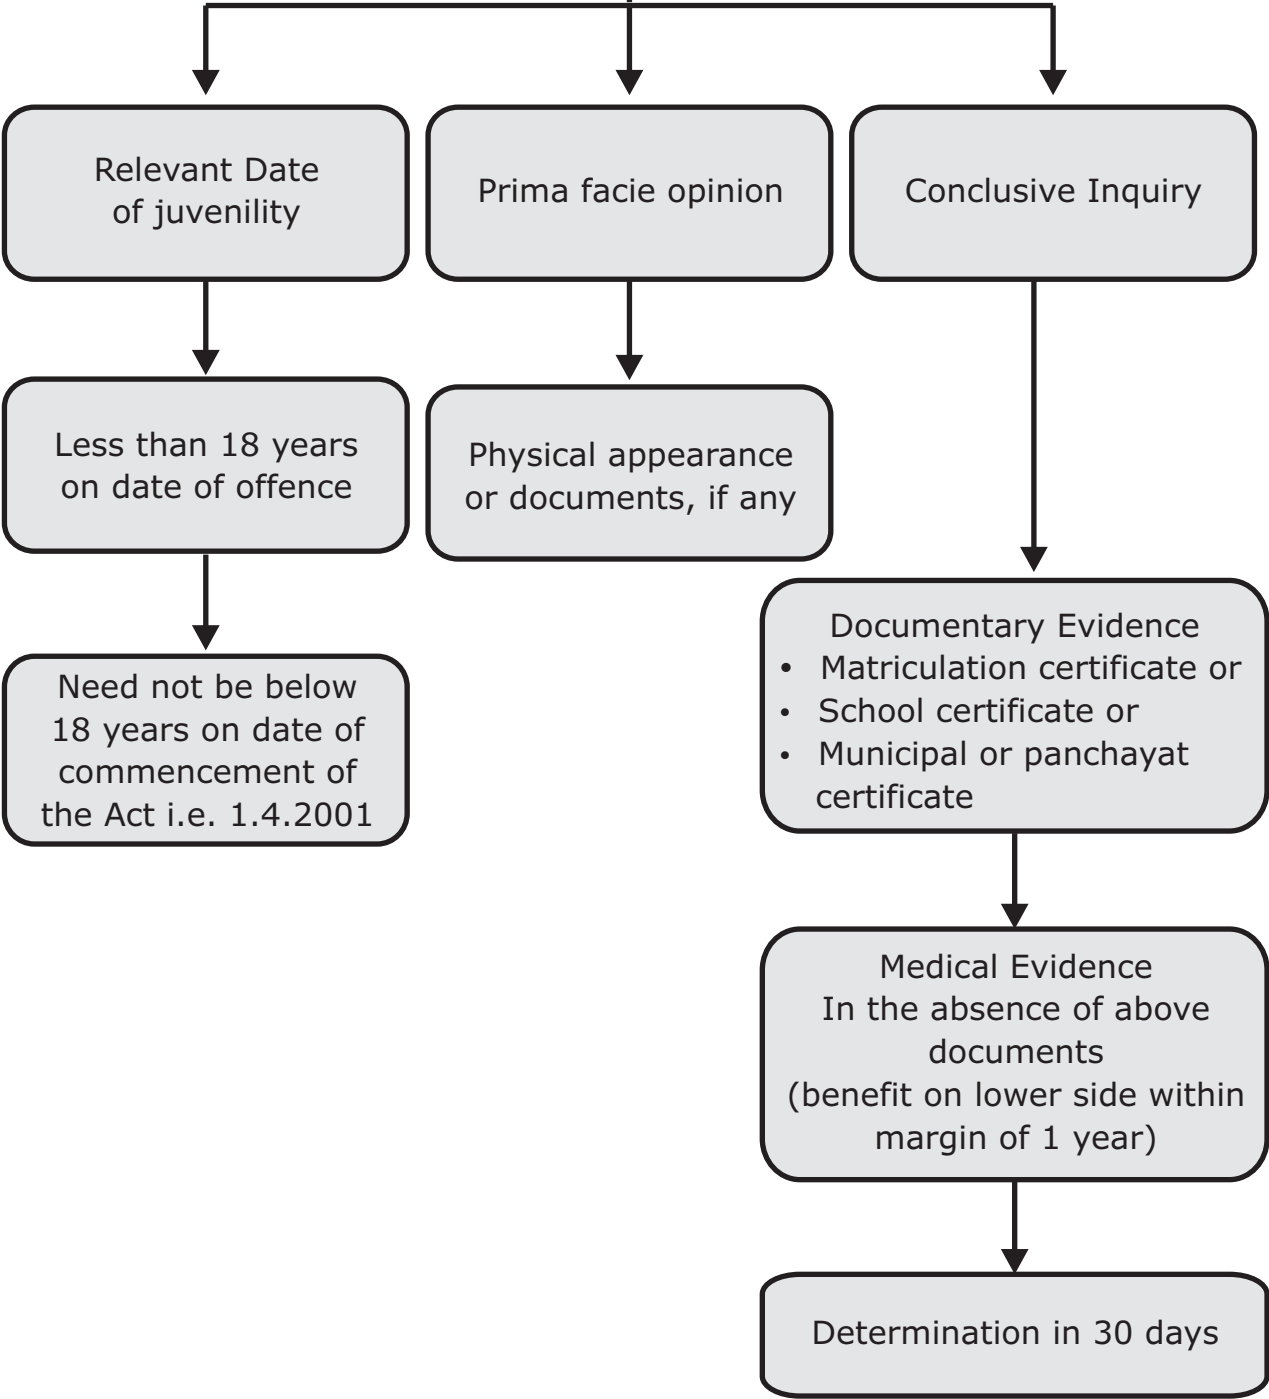 Relevant Date
of juvenility
Prima facie opinion
Conclusive Inquiry
Less than 18 years
on date of offence
Physical appearance
or documents, if any
Need not be below
18 years on date of
commencement of
the Act i.e. 1.4.2001
Documentary Evidence
• Matriculation certificate or
• School certificate or
• Municipal or panchayat
certificate
Medical Evidence
In the absence of above
documents
(benefit on lower side within
margin of 1 year)
Determination in 30 days